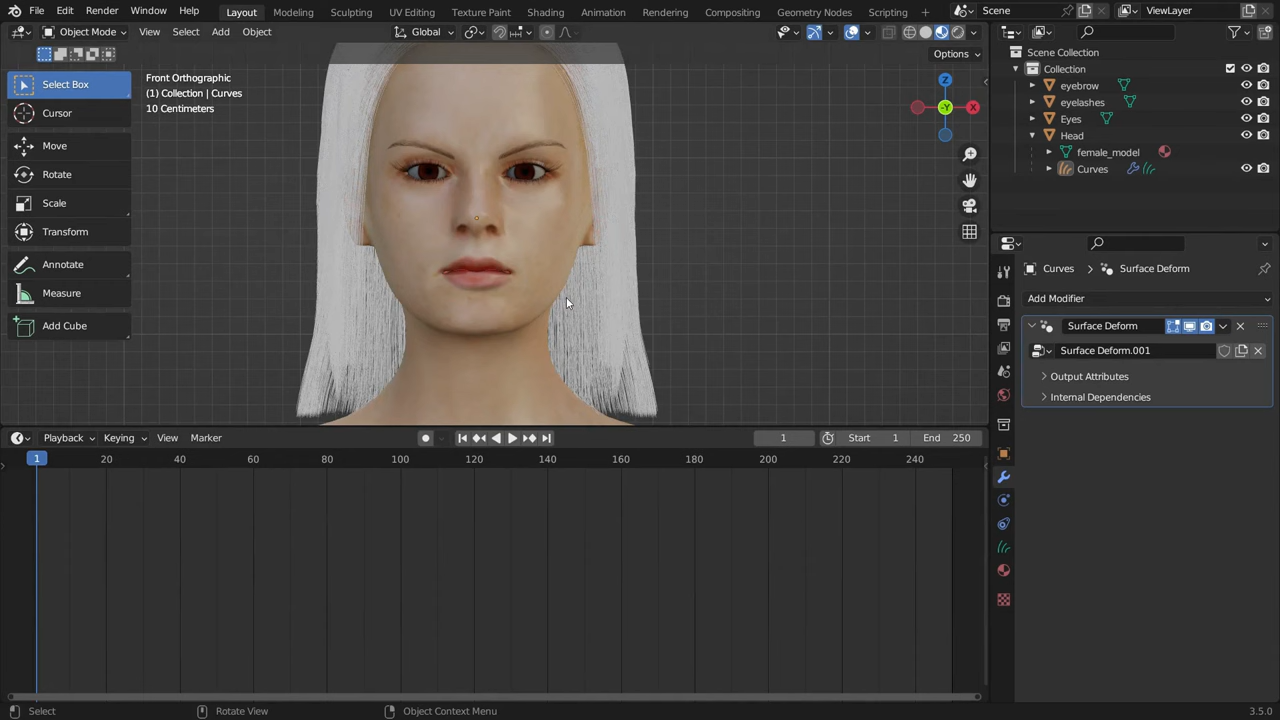 File Edit Render Window Help Layout Modeling Sculpting UV Editing Texture Paint Shading Animation Rendering Compositing Geometry Nodes Scripting + Scene ViewLayer
Object Mode View Select Add Object Global
Options
Select Box
Cursor
Move
Rotate
Scale
Transform
Annotate
Measure
Add Cube
Front Orthographic
(1) Collection | Curves
10 Centimeters
Z
-Y
X
Scene Collection
Collection
eyebrow
eyelashes
Eyes
Head
female_model
Curves
Curves Surface Deform
Add Modifier
Surface Deform
Surface Deform.001
Output Attributes
Internal Dependencies
Playback Keying View Marker 1 Start 1 End 250
1 20 40 60 80 100 120 140 160 180 200 220 240
Select Rotate View Object Context Menu 3.5.0